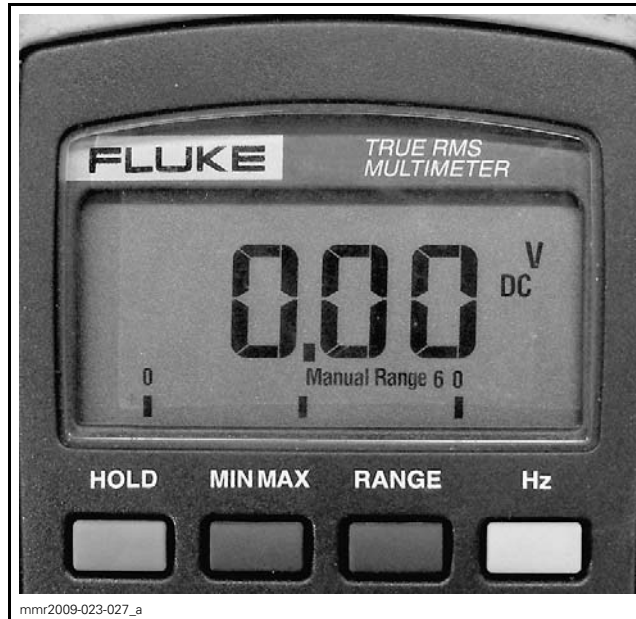 FLUKE
TRUE RMS
MULTIMETER
0.00
V
DC
0
Manual Range 6 0
HOLD MIN MAX RANGE Hz
mmr2009-023-027_a